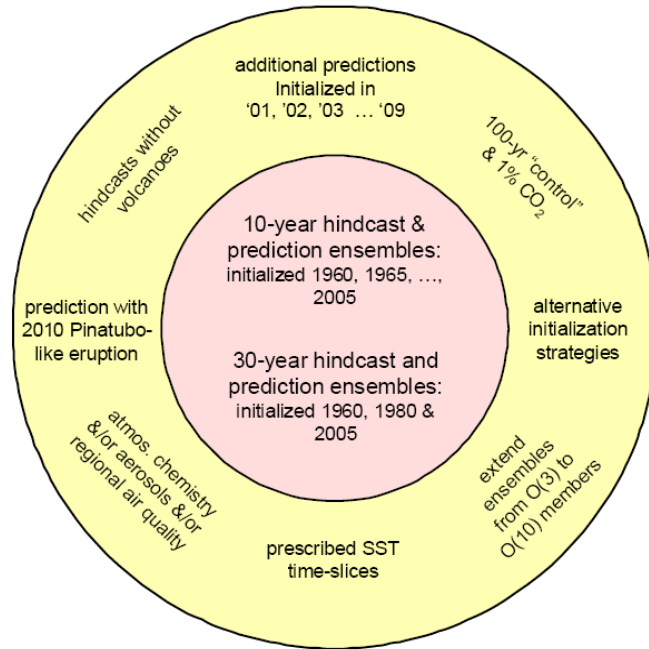 additional predictions
Initialized in
‘01, ’02, ’03 … ‘09
hindcasts without
volcanoes
100-yr “control”
& 1% CO₂
10-year hindcast &
prediction ensembles:
initialized 1960, 1965, …,
2005
prediction with
2010 Pinatubo-
like eruption
alternative
initialization
strategies
30-year hindcast and
prediction ensembles:
initialized 1960, 1980 &
2005
atmos. chemistry
&/or aerosols &/or
regional air quality
extend
ensembles
from O(3) to
O(10) members
prescribed SST
time-slices